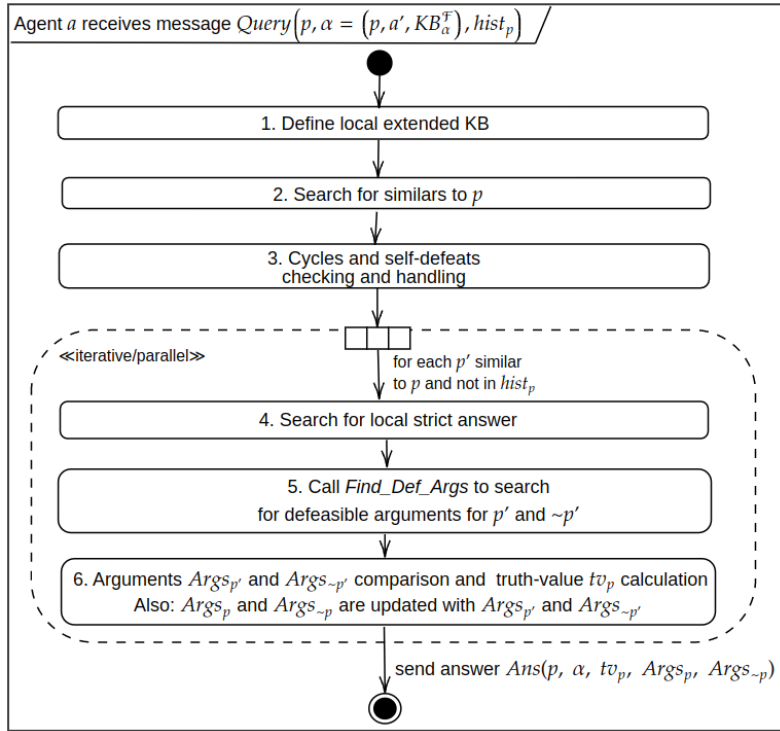 Agent a receives message Query(p, α = (p, a′, KB_α^ℱ), hist_p)
1. Define local extended KB
2. Search for similars to p
3. Cycles and self-defeats
checking and handling
≪iterative/parallel≫
for each p′ similar
to p and not in hist_p
4. Search for local strict answer
5. Call Find_Def_Args to search
for defeasible arguments for p′ and ~p′
6. Arguments Args_p′ and Args_~p′ comparison and truth-value tv_p calculation
Also: Args_p and Args_~p are updated with Args_p′ and Args_~p′
send answer Ans(p, α, tv_p, Args_p, Args_~p)